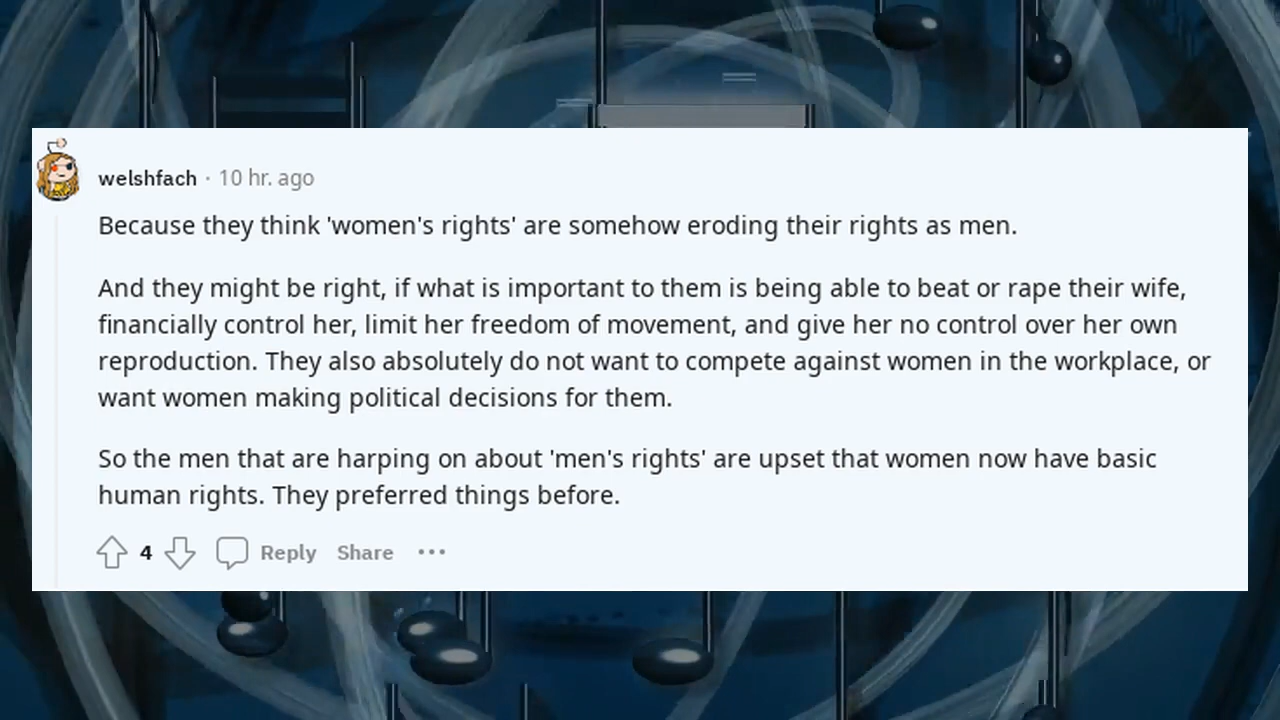 welshfach · 10 hr. ago
Because they think 'women's rights' are somehow eroding their rights as men.
And they might be right, if what is important to them is being able to beat or rape their wife,
financially control her, limit her freedom of movement, and give her no control over her own
reproduction. They also absolutely do not want to compete against women in the workplace, or
want women making political decisions for them.
So the men that are harping on about 'men's rights' are upset that women now have basic
human rights. They preferred things before.
4 Reply Share ···